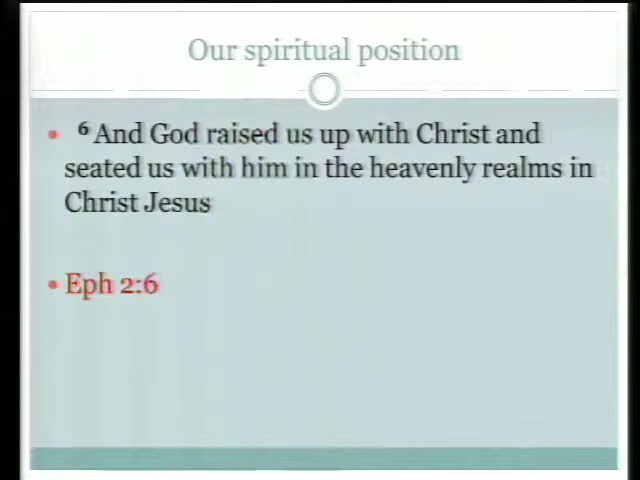 Our spiritual position
• ⁶ And God raised us up with Christ and
seated us with him in the heavenly realms in
Christ Jesus
• Eph 2:6